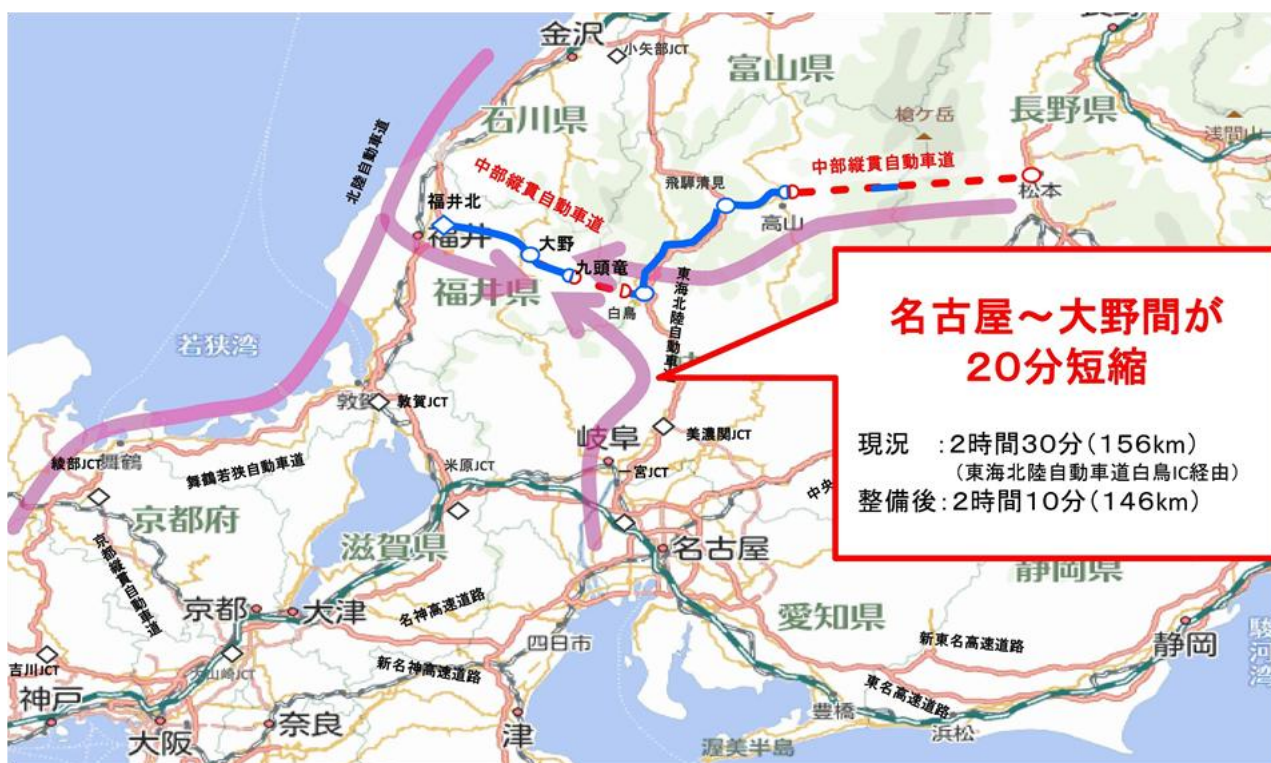 金沢
小矢部JCT
富山県
石川県
長野県
槍ケ岳
浅間山
北陸自動車道
中部縦貫自動車道
中部縦貫自動車道
飛騨清見
松本
福井北
高山
福井
大野
九頭竜
福井県
白鳥
東海北陸自動車道
名古屋～大野間が
20分短縮
現況　:2時間30分(156km)
(東海北陸自動車道白鳥IC経由)
整備後:2時間10分(146km)
若狭湾
敦賀
敦賀JCT
岐阜
美濃関JCT
綾部JCT
舞鶴
米原JCT
一宮JCT
舞鶴若狭自動車道
中央
京都府
滋賀県
名古屋
静岡県
京都縦貫自動車道
京都
大津
名神高速道路
愛知県
四日市
新東名高速道路
静岡
駿河湾
吉川JCT
大山崎JCT
新名神高速道路
神戸
奈良
東名高速道路
豊橋
浜松
大阪
津
渥美半島